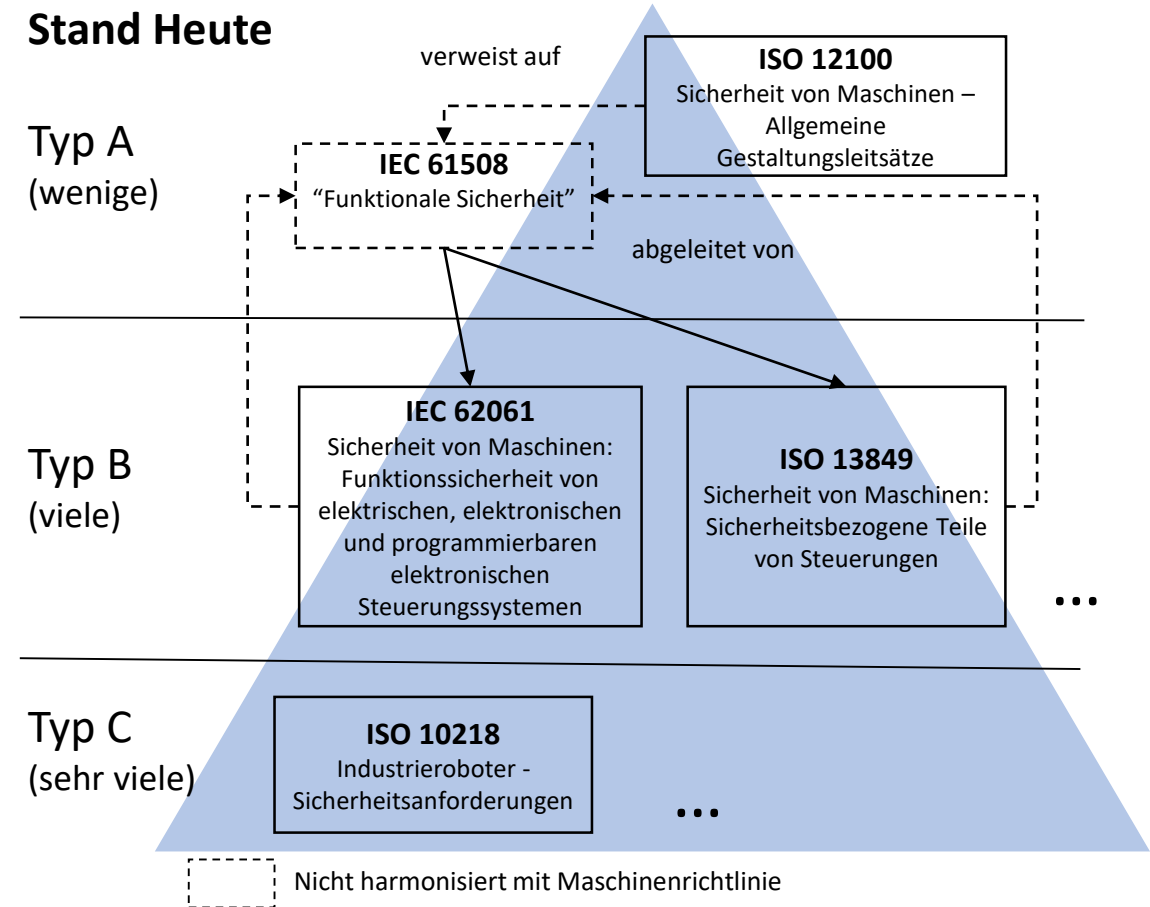 Stand Heute
verweist auf
ISO 12100
Sicherheit von Maschinen –
Allgemeine
Gestaltungsleitsätze
Typ A
(wenige)
IEC 61508
“Funktionale Sicherheit”
abgeleitet von
Typ B
(viele)
IEC 62061
Sicherheit von Maschinen:
Funktionssicherheit von
elektrischen, elektronischen
und programmierbaren
elektronischen
Steuerungssystemen
ISO 13849
Sicherheit von Maschinen:
Sicherheitsbezogene Teile
von Steuerungen
...
Typ C
(sehr viele)
ISO 10218
Industrieroboter -
Sicherheitsanforderungen
...
Nicht harmonisiert mit Maschinenrichtlinie